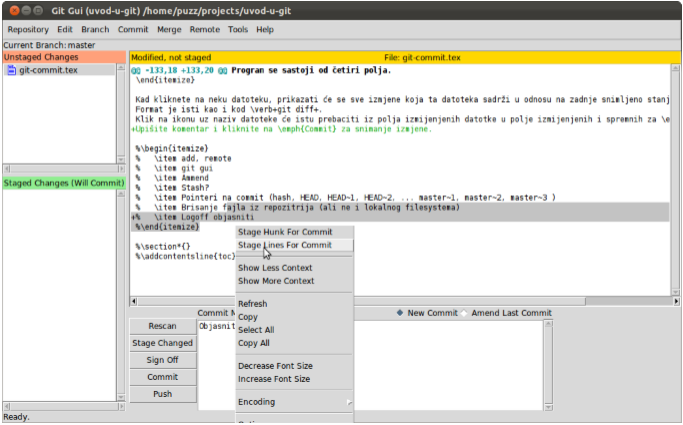 Git Gui (uvod-u-git) /home/puzz/projects/uvod-u-git
Repository Edit Branch Commit Merge Remote Tools Help
Current Branch: master
Unstaged Changes
git-commit.tex
Modified, not staged
File: git-commit.tex
@@ -133,18 +133,20 @@ Progran se sastoji od četiri polja.
\end{itemize}
Kad kliknete na neku datoteku, prikazati će se sve izmjene koja ta datoteka sadrži u odnosu na zadnje snimljeno stanj
Format je isti kao i kod \verb+git diff+.
Klik na ikonu uz naziv datoteke će istu prebaciti iz polja izmijenjenih datotke u polje izmijenjenih i spremnih za \e
+Upišite komentar i kliknite na \emph{Commit} za snimanje izmjene.
%\begin{itemize}
% \item add, remote
% \item git gui
% \item Ammend
% \item Stash?
% \item Pointeri na commit (hash, HEAD, HEAD~1, HEAD~2, ... master~1, master~2, master~3 )
% \item Brisanje fajla iz repozitrija (ali ne i lokalnog filesystema)
+% \item Logoff objasniti
%\end{itemize}
%\section*{}
%\addcontentsline{toc}
Staged Changes (Will Commit)
Stage Hunk For Commit
Stage Lines For Commit
Show Less Context
Show More Context
Refresh
Copy
Select All
Copy All
Decrease Font Size
Increase Font Size
Encoding
Commit M
New Commit Amend Last Commit
Objasnit
Rescan
Stage Changed
Sign Off
Commit
Push
Ready.